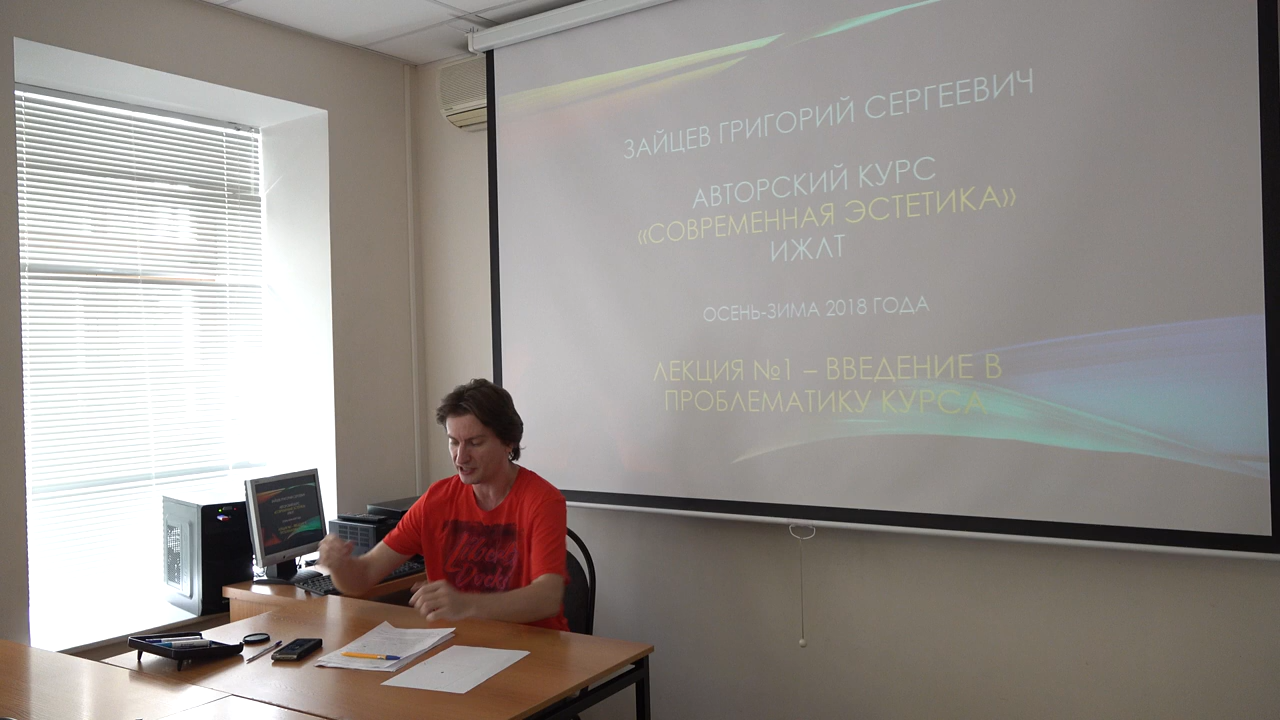 ЗАЙЦЕВ ГРИГОРИЙ СЕРГЕЕВИЧ
АВТОРСКИЙ КУРС
«СОВРЕМЕННАЯ ЭСТЕТИКА»
ИЖЛТ
ОСЕНЬ-ЗИМА 2018 ГОДА
ЛЕКЦИЯ №1 – ВВЕДЕНИЕ В
ПРОБЛЕМАТИКУ КУРСА